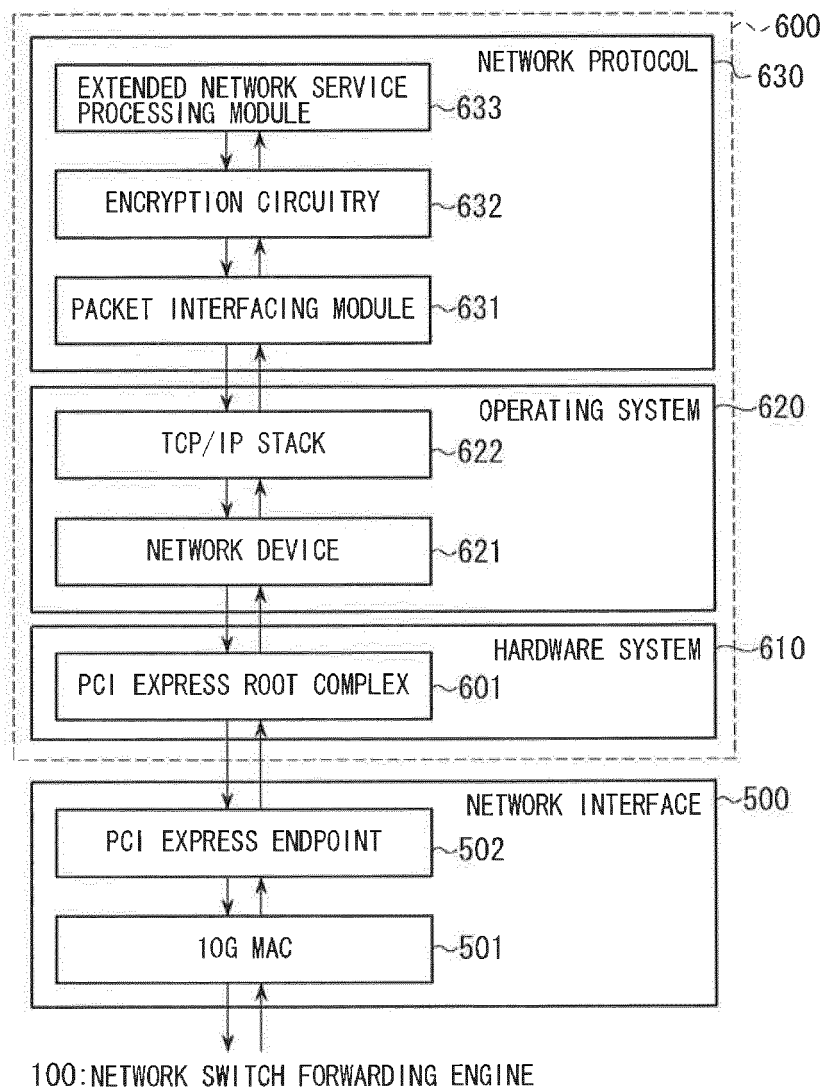 600
NETWORK PROTOCOL
630
EXTENDED NETWORK SERVICE
PROCESSING MODULE
633
ENCRYPTION CIRCUITRY
632
PACKET INTERFACING MODULE
631
OPERATING SYSTEM
620
TCP/IP STACK
622
NETWORK DEVICE
621
HARDWARE SYSTEM
610
PCI EXPRESS ROOT COMPLEX
601
NETWORK INTERFACE
500
PCI EXPRESS ENDPOINT
502
10G MAC
501
100:NETWORK SWITCH FORWARDING ENGINE